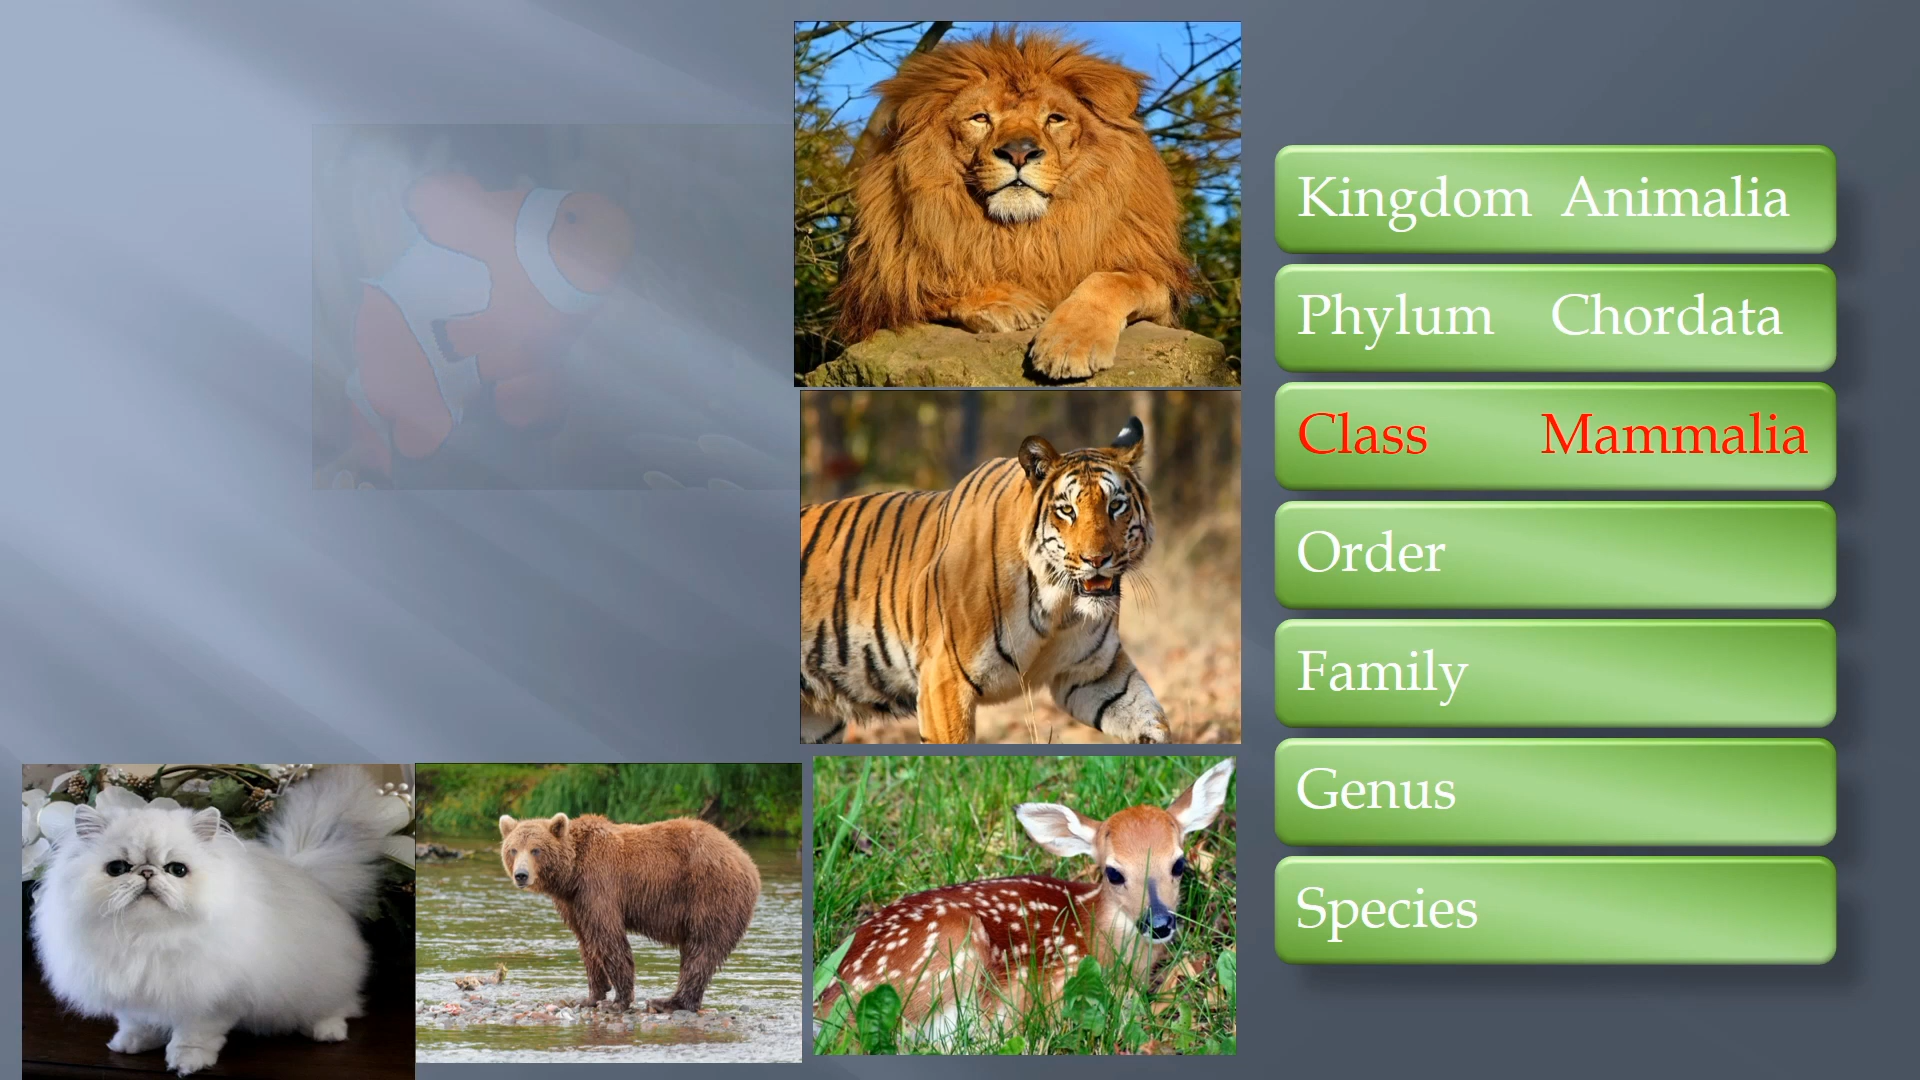 Kingdom Animalia
Phylum Chordata
Class Mammalia
Order
Family
Genus
Species